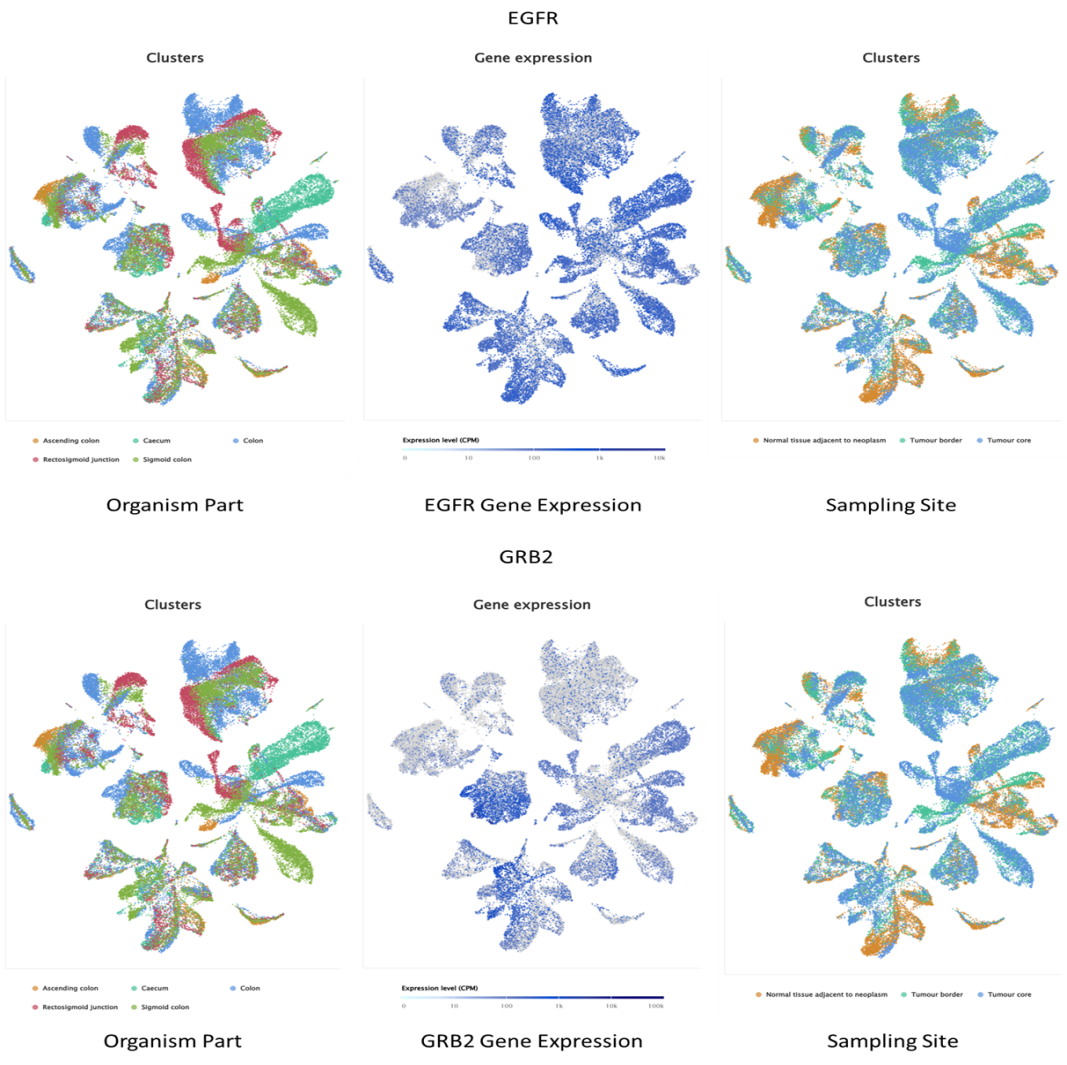 EGFR
Clusters
Gene expression
Clusters
Ascending colon
Caecum
Colon
Rectosigmoid junction
Sigmoid colon
Expression level (CPM)
0 10 100 1k 10k
Normal tissue adjacent to neoplasm
Tumour border
Tumour core
Organism Part
EGFR Gene Expression
Sampling Site
GRB2
Clusters
Gene expression
Clusters
Ascending colon
Caecum
Colon
Rectosigmoid junction
Sigmoid colon
Expression level (CPM)
0 10 100 1k 10k 100k
Normal tissue adjacent to neoplasm
Tumour border
Tumour core
Organism Part
GRB2 Gene Expression
Sampling Site